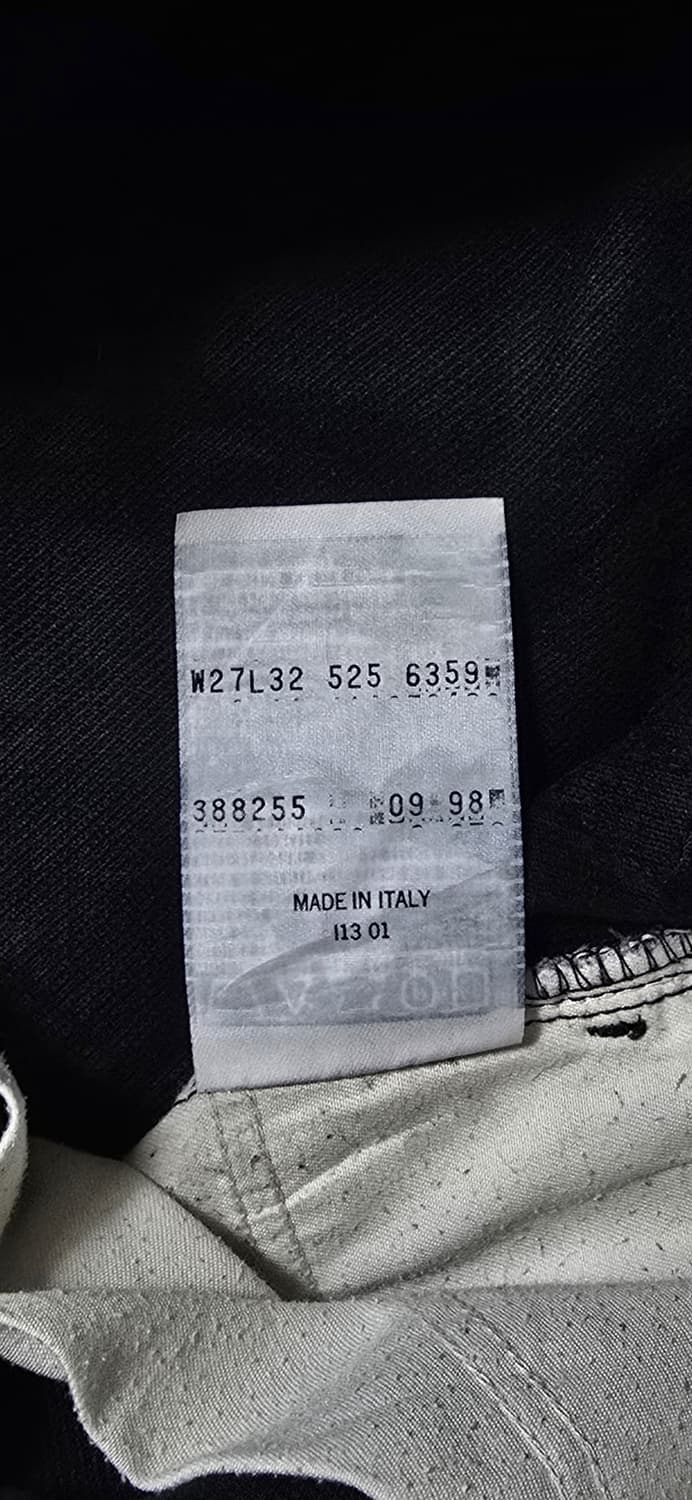 W27L32 525 6359
388255 09 98
MADE IN ITALY
I13 01